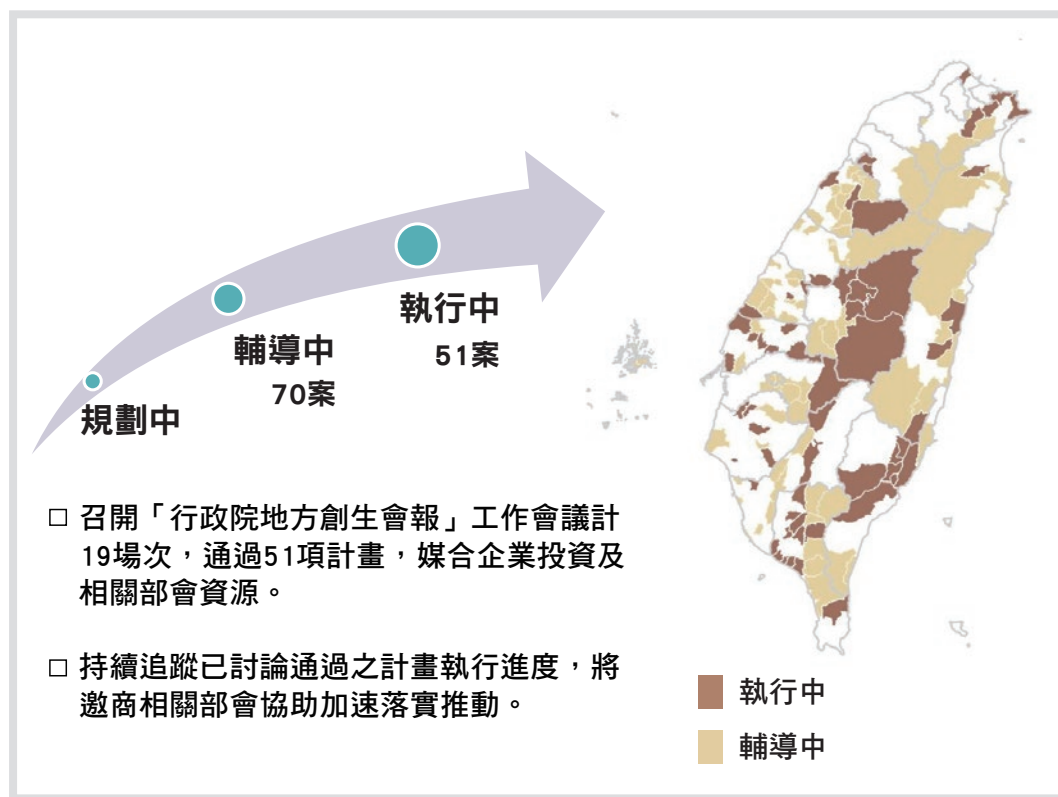 規劃中
輔導中
70案
執行中
51案
□ 召開「行政院地方創生會報」工作會議計
19場次，通過51項計畫，媒合企業投資及
相關部會資源。
□ 持續追蹤已討論通過之計畫執行進度，將
邀商相關部會協助加速落實推動。
執行中
輔導中